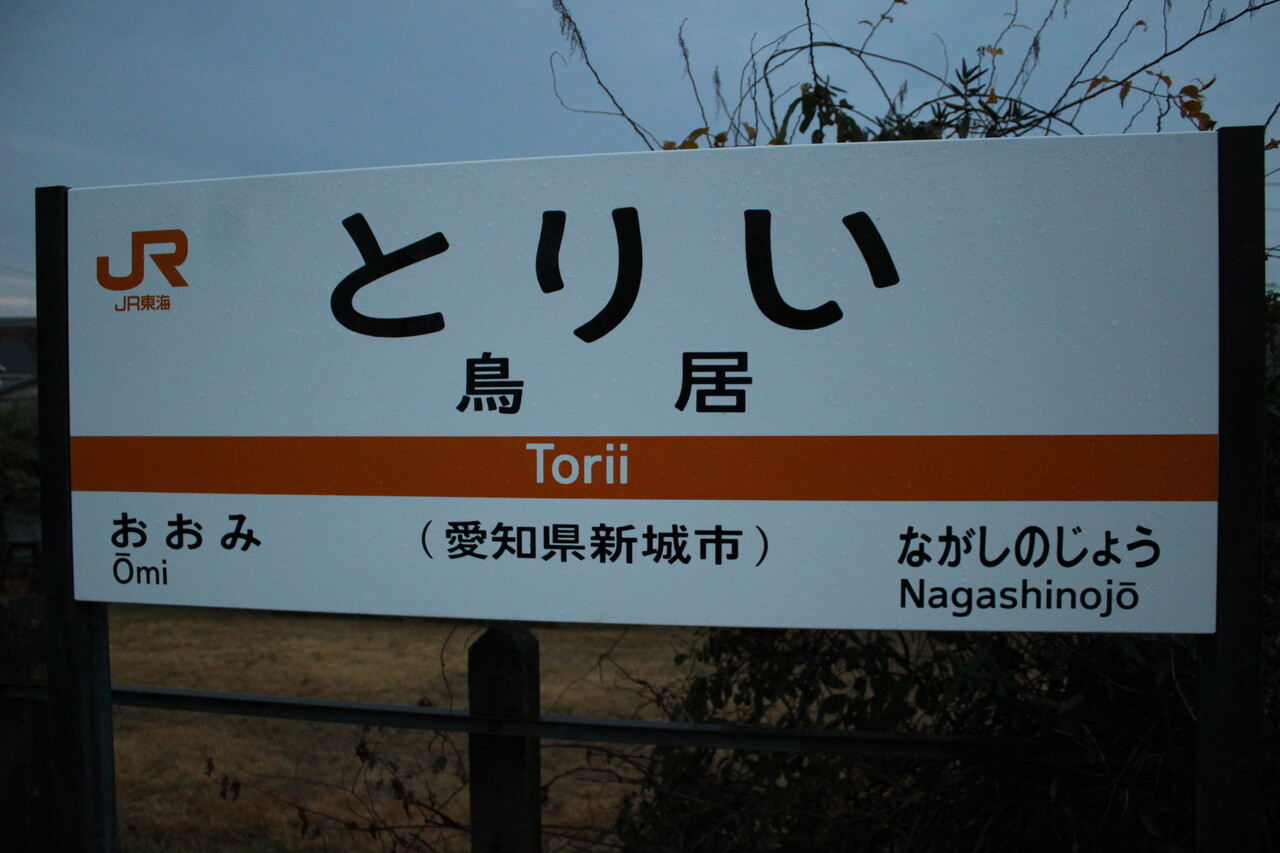 JR
JR東海
とりい
鳥居
Torii
おおみ
Ōmi
（愛知県新城市）
ながしのじょう
Nagashinojō